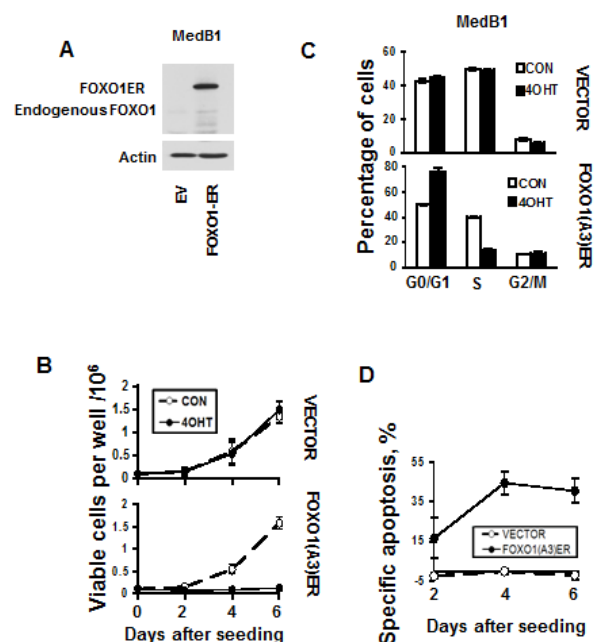 A
MedB1
FOXO1ER
Endogenous FOXO1
Actin
EV
FOXO1-ER
B
Viable cells per well /10^6
2
1.5
1
0.5
0
CON
4OHT
VECTOR
2
1.5
1
0.5
0
FOXO1(A3)ER
0 2 4 6
Days after seeding
C
MedB1
Percentage of cells
60
40
20
0
CON
4OHT
VECTOR
80
60
40
20
0
CON
4OHT
FOXO1(A3)ER
G0/G1 S G2/M
D
Specific apoptosis, %
55
45
35
25
15
-5
VECTOR
FOXO1(A3)ER
2 4 6
Days after seeding